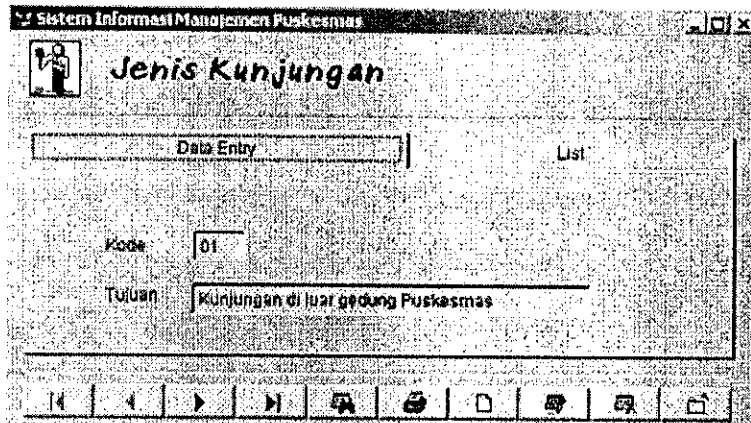 Sistem Informasi Manajemen Puskesmas
Jenis Kunjungan
Data Entry
List
Kode 01
Tujuan Kunjungan di luar gedung Puskesmas